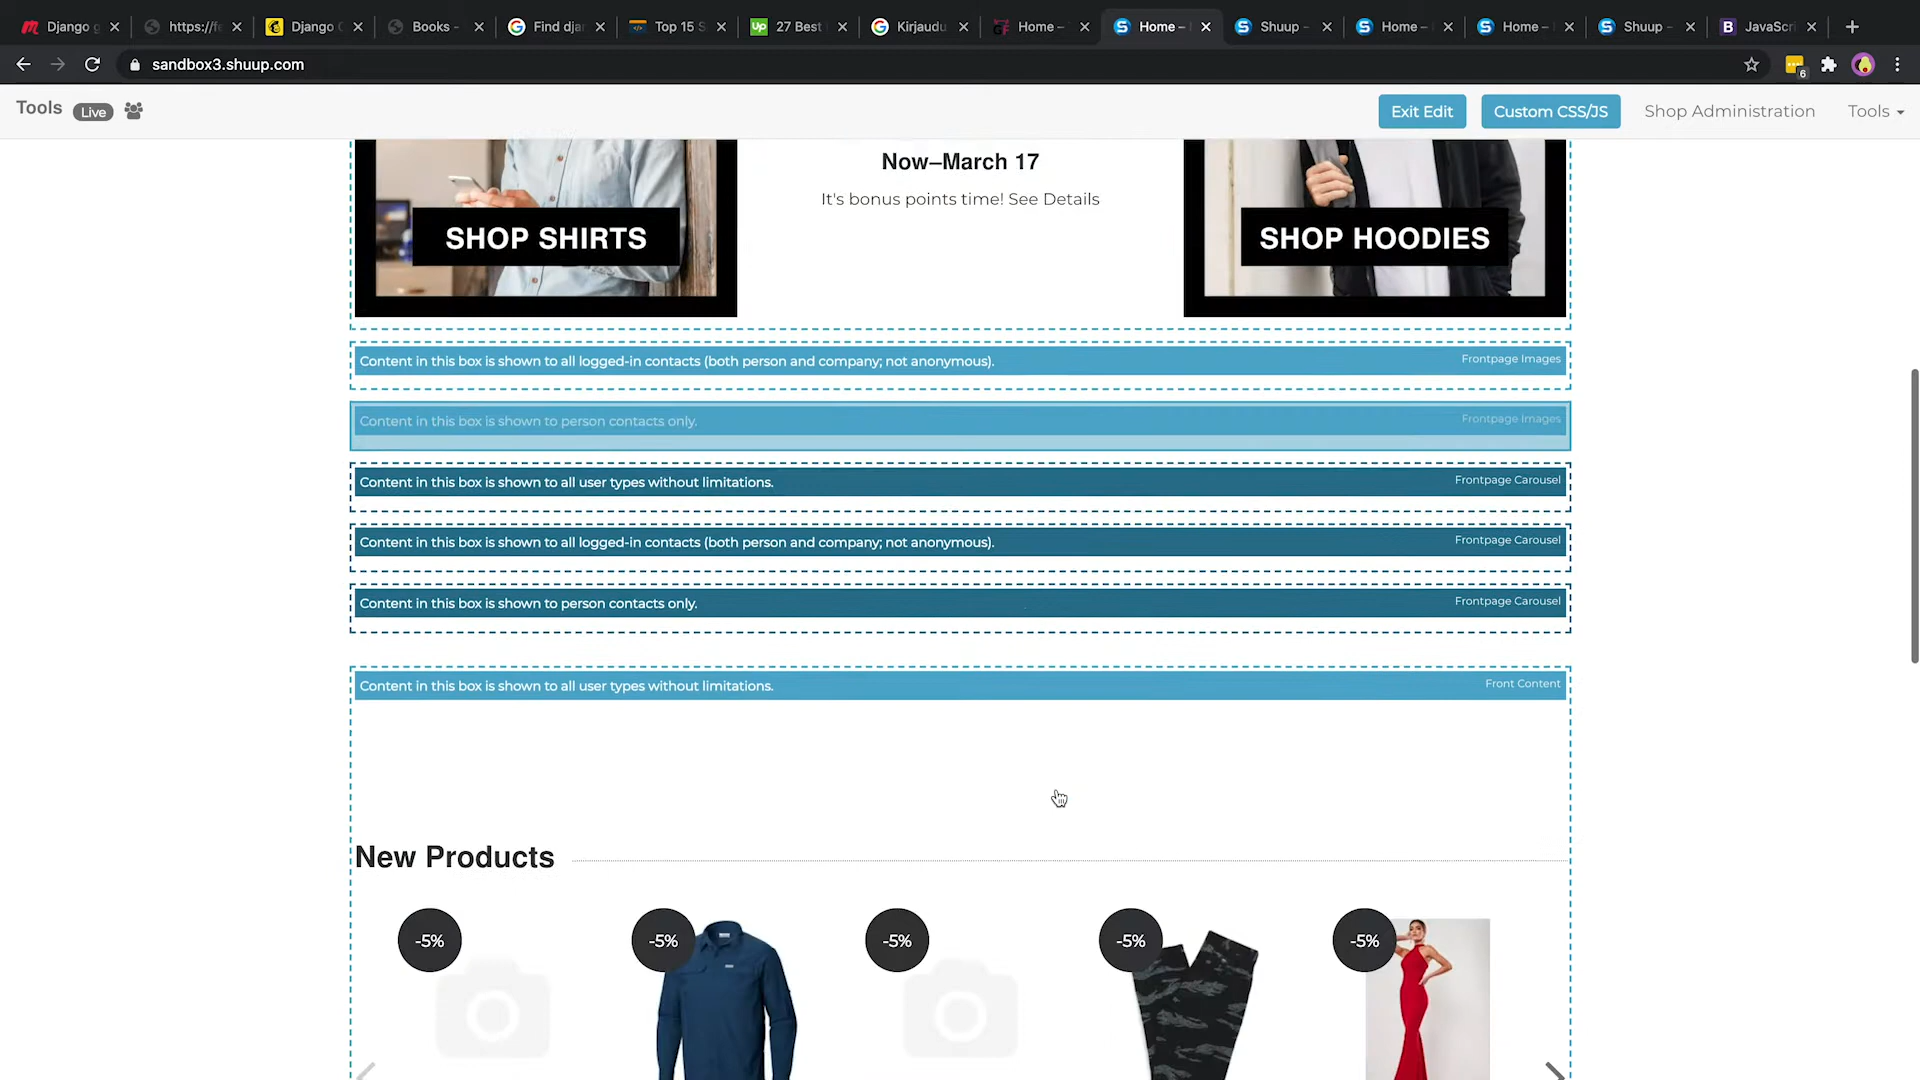 Django g
https://fe
Django C
Books -
Find djan
Top 15 S
Up 27 Best
Kirjaudu
Home –
Home –
Shuup –
Home –
Home –
Shuup –
B JavaScri
sandbox3.shuup.com
6
Tools Live
Exit Edit
Custom CSS/JS
Shop Administration
Tools
Now–March 17
It's bonus points time! See Details
SHOP SHIRTS
SHOP HOODIES
Content in this box is shown to all logged-in contacts (both person and company; not anonymous).
Frontpage Images
Content in this box is shown to person contacts only.
Frontpage Images
Content in this box is shown to all user types without limitations.
Frontpage Carousel
Content in this box is shown to all logged-in contacts (both person and company; not anonymous).
Frontpage Carousel
Content in this box is shown to person contacts only.
Frontpage Carousel
Content in this box is shown to all user types without limitations.
Front Content
New Products
-5%
-5%
-5%
-5%
-5%